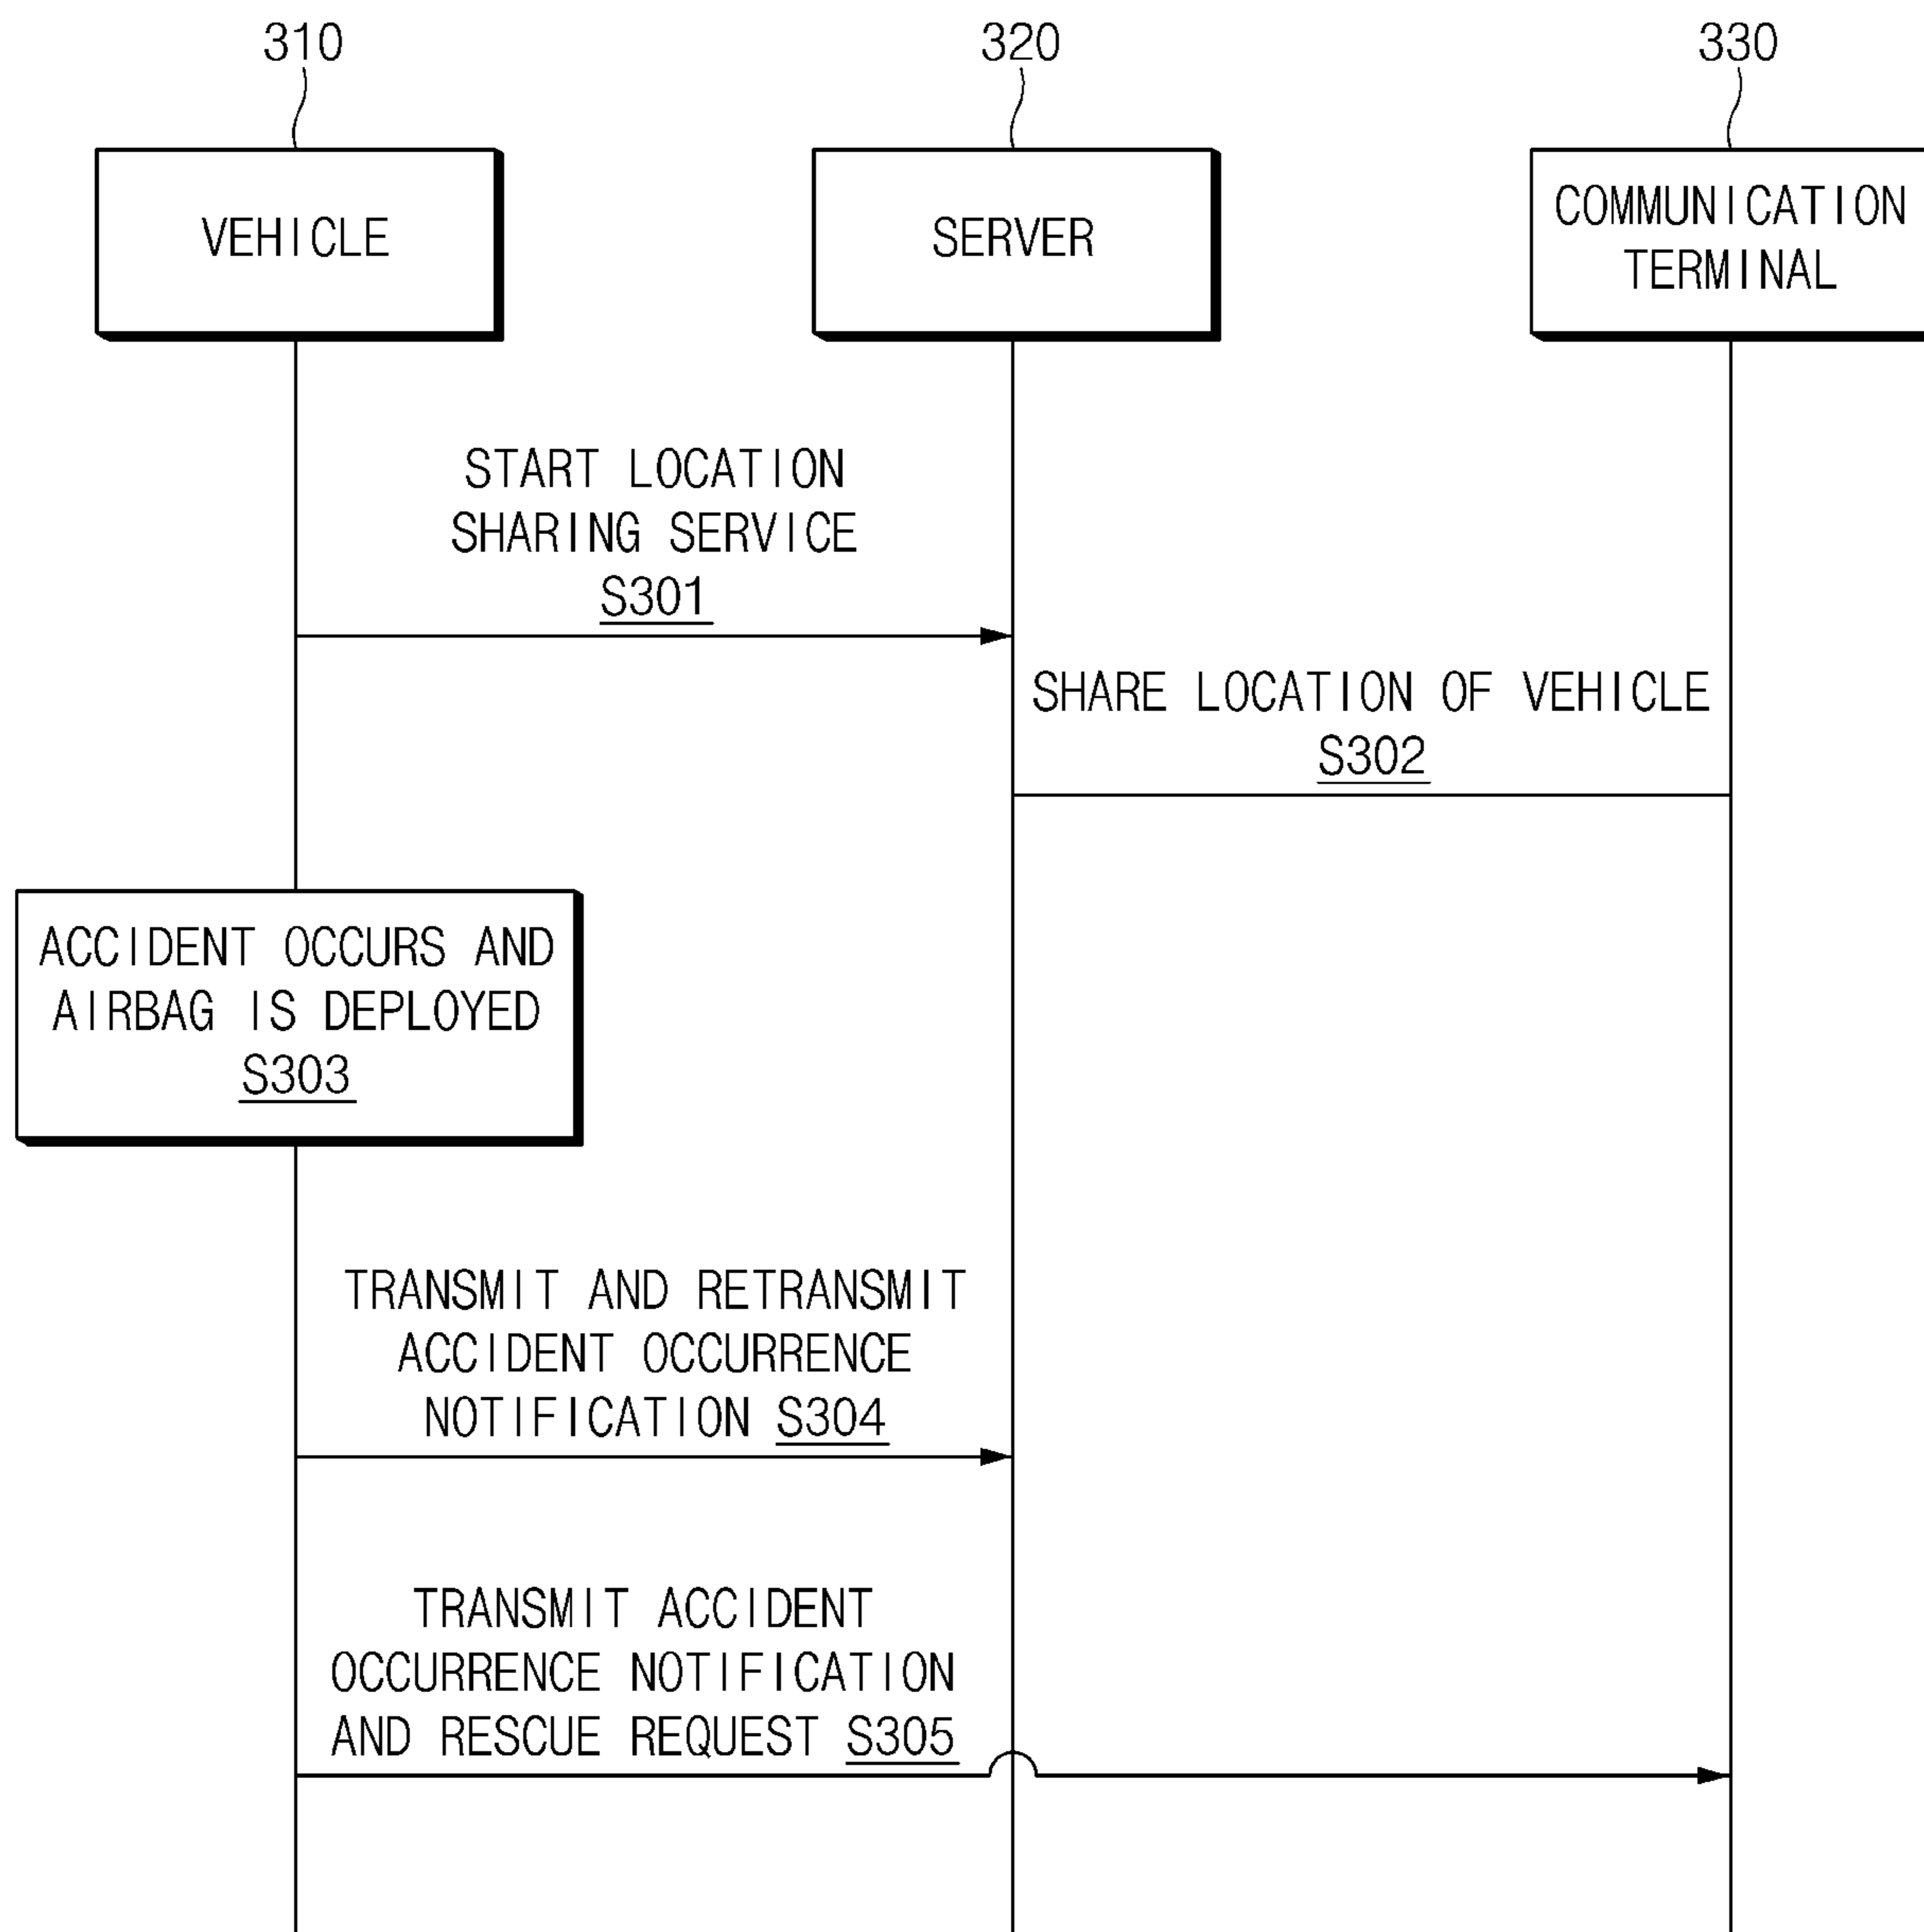 310
320
330
VEHICLE
SERVER
COMMUNICATION
TERMINAL
START LOCATION
SHARING SERVICE
S301
SHARE LOCATION OF VEHICLE
S302
ACCIDENT OCCURS AND
AIRBAG IS DEPLOYED
S303
TRANSMIT AND RETRANSMIT
ACCIDENT OCCURRENCE
NOTIFICATION S304
TRANSMIT ACCIDENT
OCCURRENCE NOTIFICATION
AND RESCUE REQUEST S305